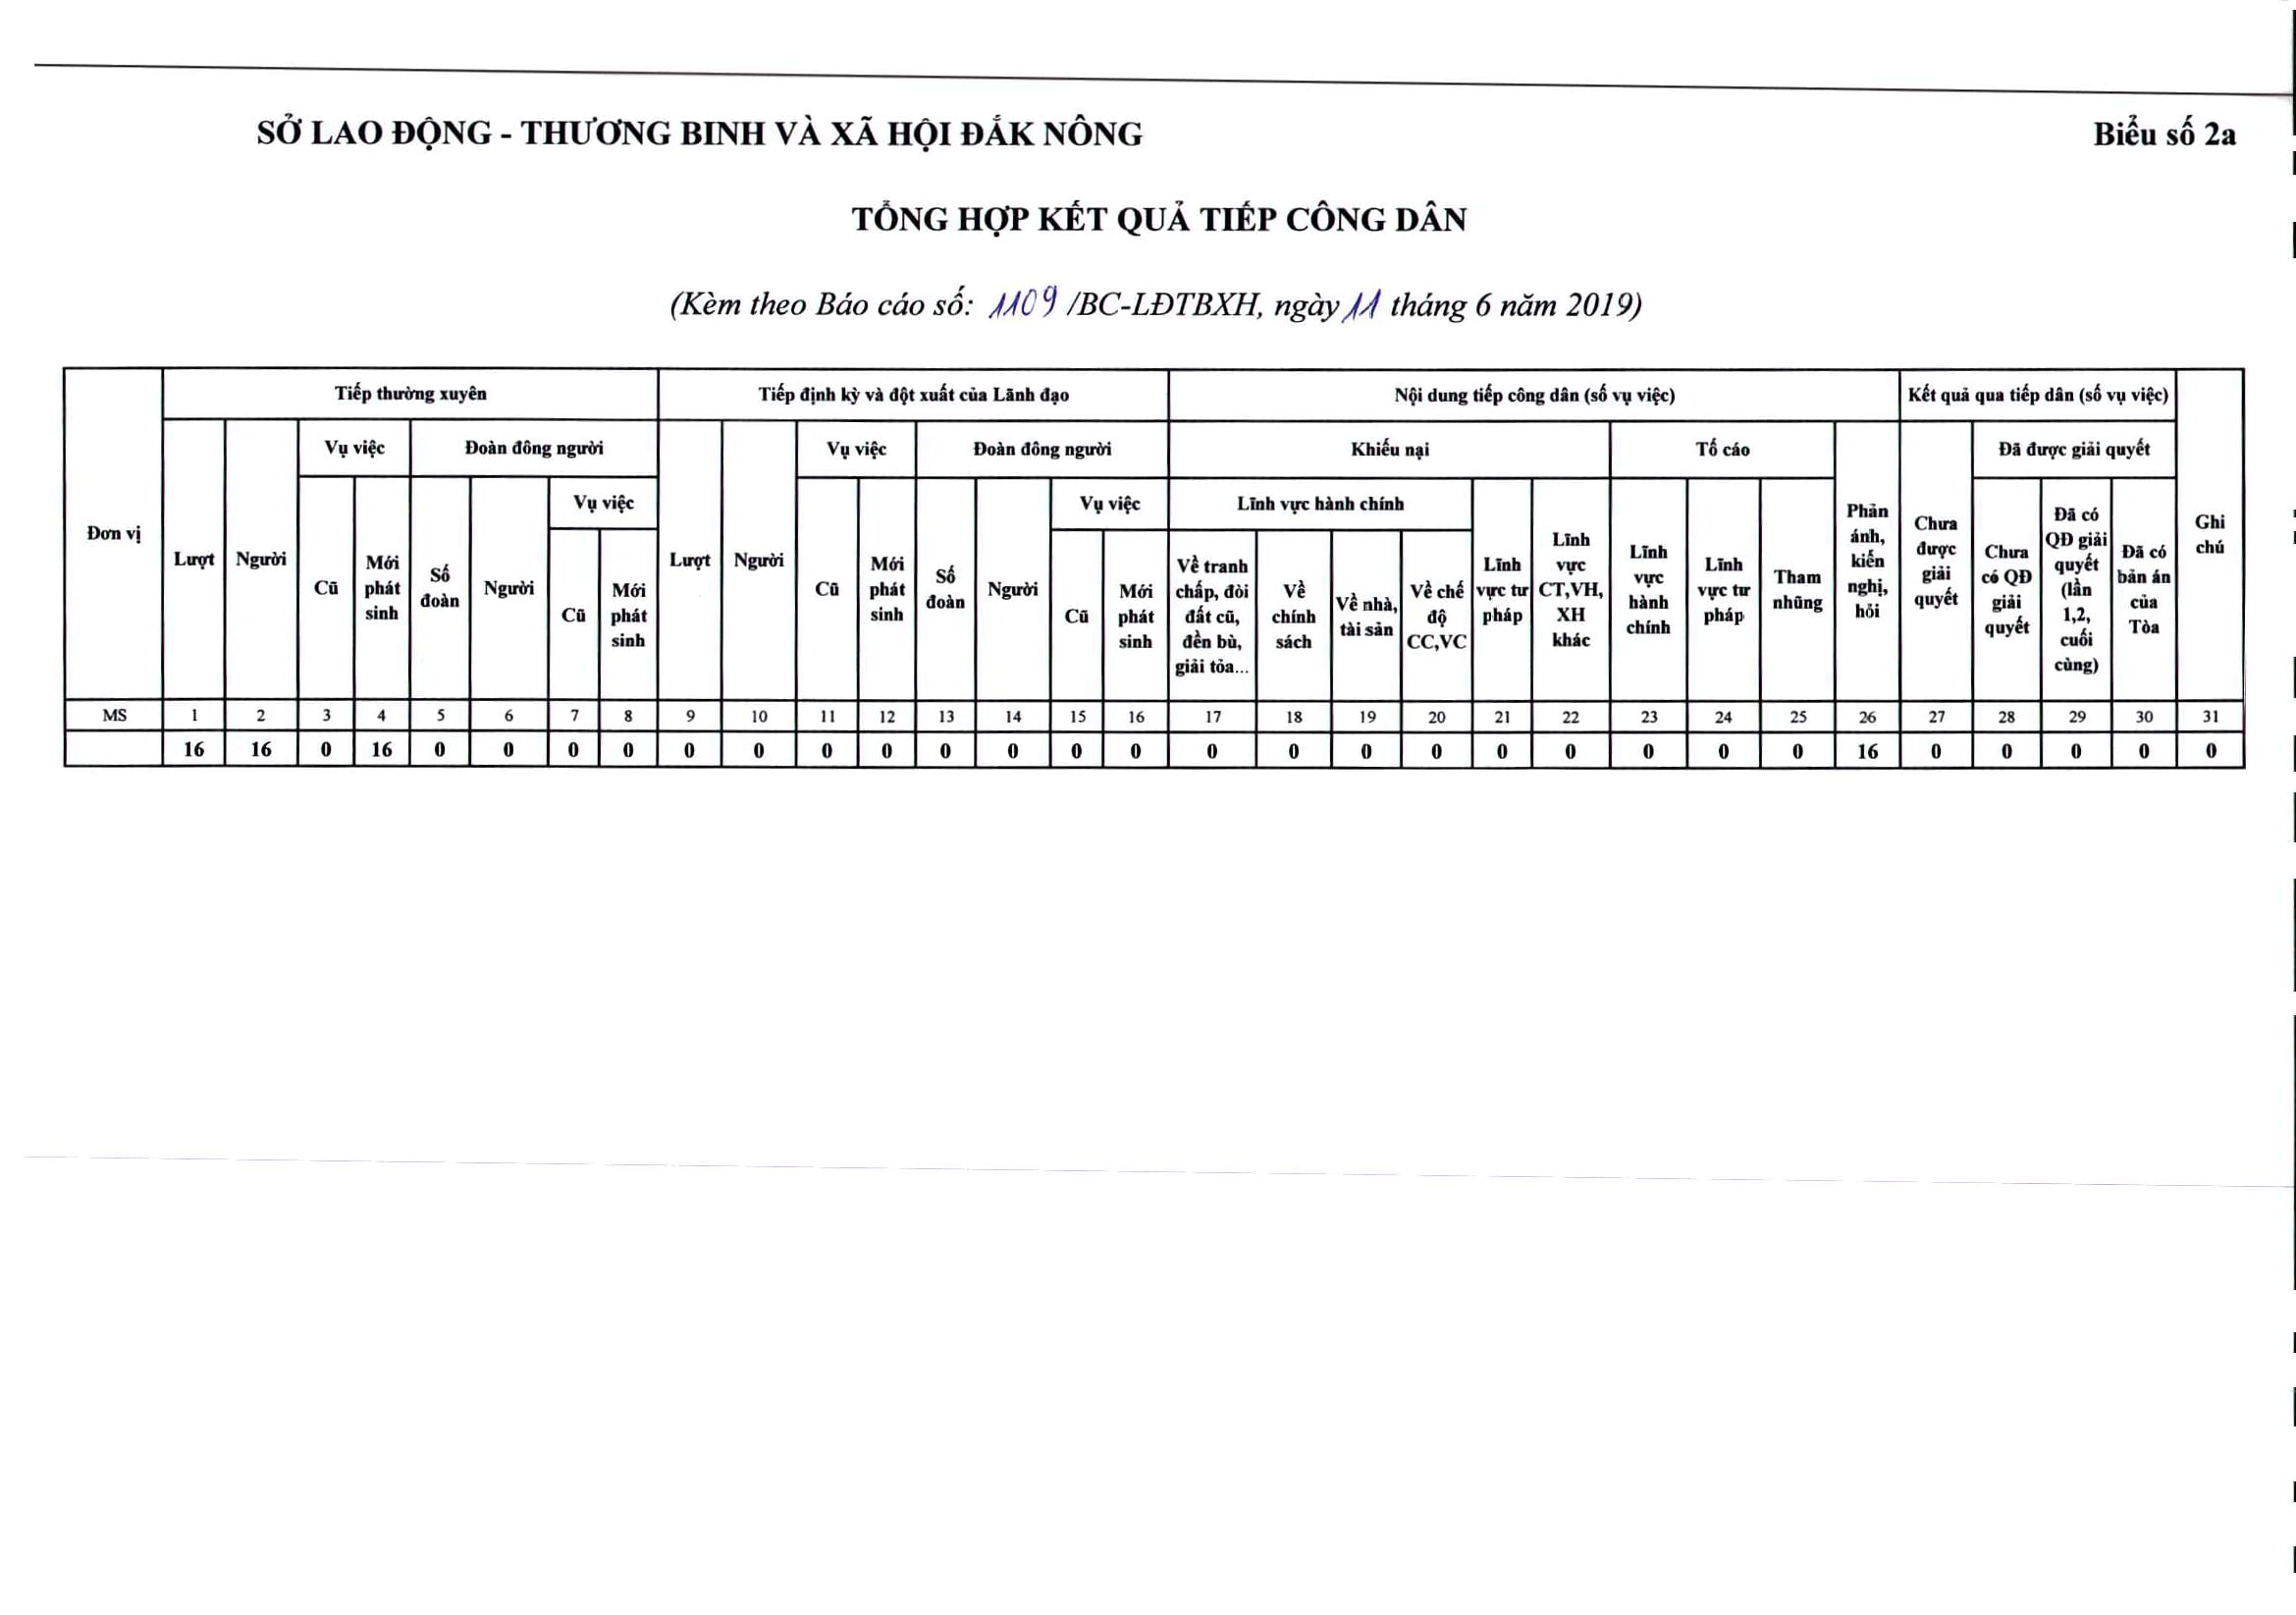 SỞ LAO ĐỘNG - THƯƠNG BINH VÀ XÃ HỘI ĐẮK NÔNG
Biểu số 2a
TỔNG HỢP KẾT QUẢ TIẾP CÔNG DÂN
(Kèm theo Báo cáo số: 1109 /BC-LĐTBXH, ngày 11 tháng 6 năm 2019)
Đơn vị
Tiếp thường xuyên
Tiếp định kỳ và đột xuất của Lãnh đạo
Nội dung tiếp công dân (số vụ việc)
Kết quả qua tiếp dân (số vụ việc)
Ghi
chú
Lượt
Người
Vụ việc
Đoàn đông người
Cũ
Mới
phát
sinh
Số
đoàn
Người
Vụ việc
Cũ
Mới
phát
sinh
Lượt
Người
Vụ việc
Đoàn đông người
Cũ
Mới
phát
sinh
Số
đoàn
Người
Vụ việc
Cũ
Mới
phát
sinh
Khiếu nại
Tố cáo
Lĩnh vực hành chính
Về tranh
chấp, đòi
đất cũ,
đền bù,
giải tỏa...
Về
chính
sách
Về nhà,
tài sản
Về chế
độ
CC,VC
Lĩnh
vực tư
pháp
Lĩnh
vực
CT,VH,
XH
khác
Lĩnh
vực
hành
chính
Lĩnh
vực tư
pháp
Tham
nhũng
Phản
ánh,
kiến
nghị,
hỏi
Chưa
được
giải
quyết
Đã được giải quyết
Chưa
có QĐ
giải
quyết
Đã có
QĐ giải
quyết
(lần
1,2,
cuối
cùng)
Đã có
bản án
của
Tòa
MS 1 2 3 4 5 6 7 8 9 10 11 12 13 14 15 16 17 18 19 20 21 22 23 24 25 26 27 28 29 30 31
16 16 0 16 0 0 0 0 0 0 0 0 0 0 0 0 0 0 0 0 0 0 0 0 0 16 0 0 0 0 0